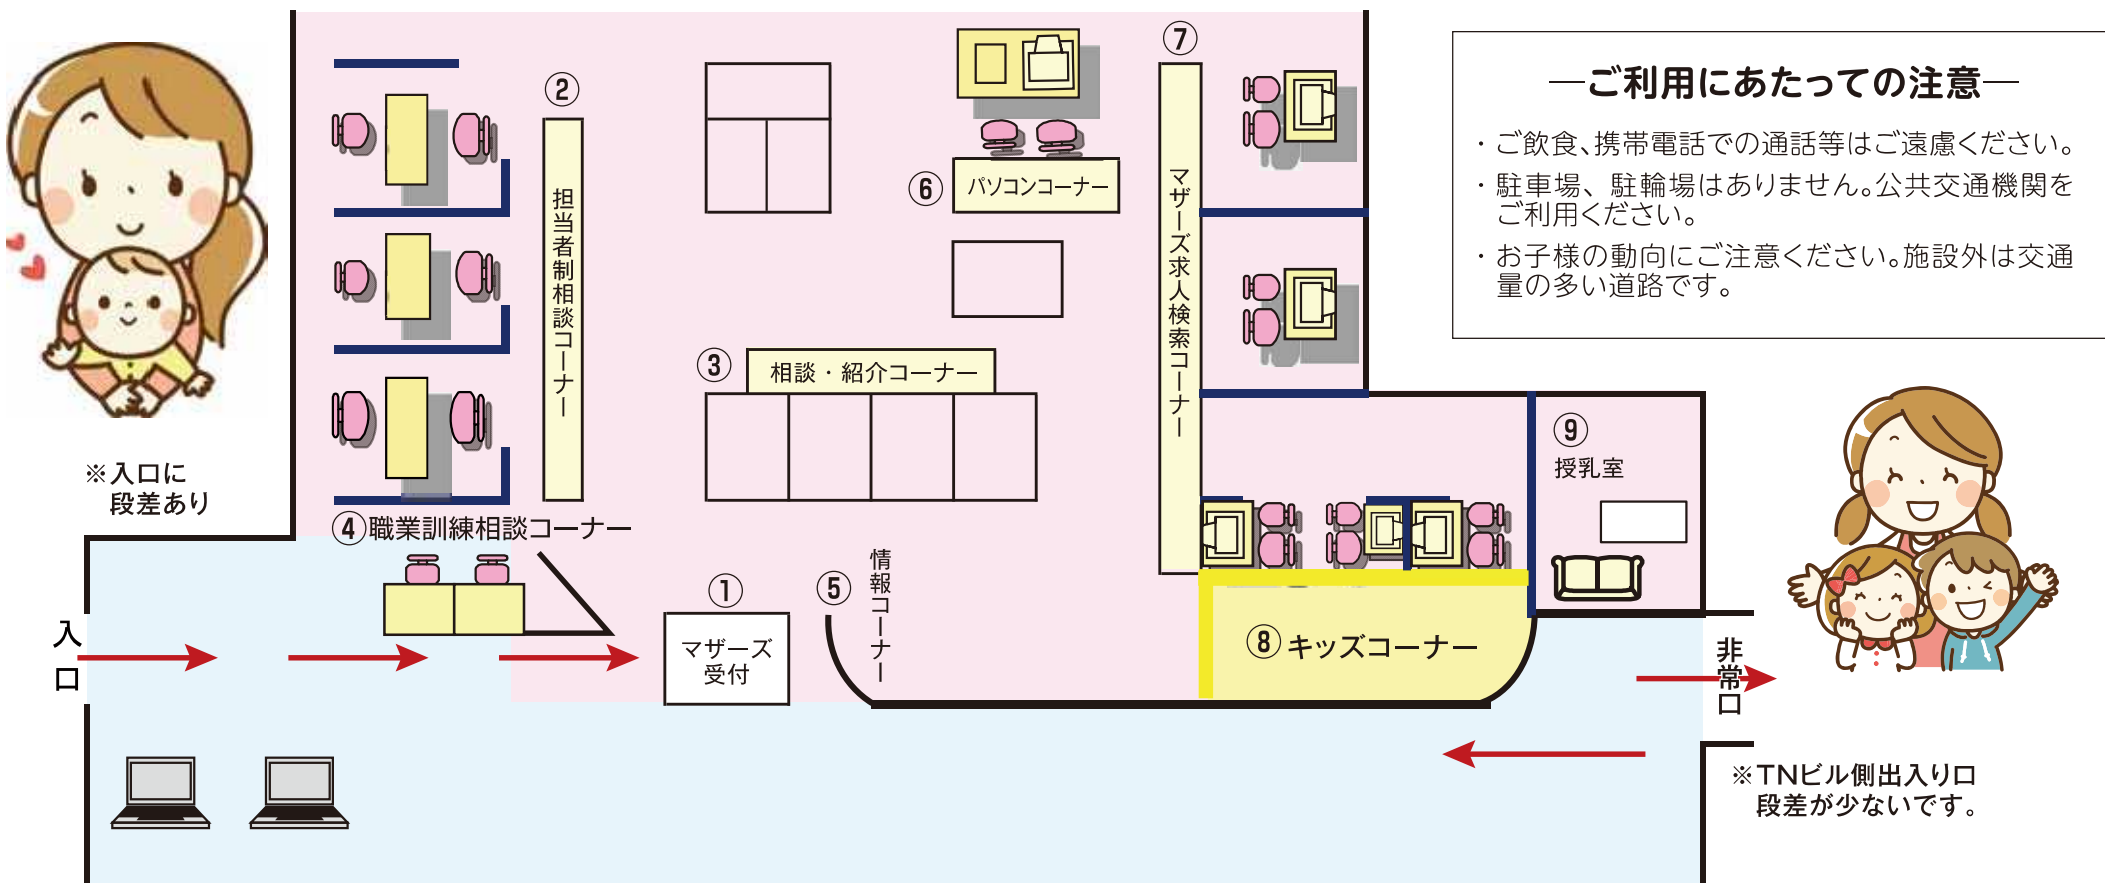 ―ご利用にあたっての注意―
・ご飲食、携帯電話での通話等はご遠慮ください。
・駐車場、駐輪場はありません。公共交通機関を
ご利用ください。
・お子様の動向にご注意ください。施設外は交通
量の多い道路です。
②
担当者制相談コーナー
⑥
パソコンコーナー
⑦
マザーズ求人検索コーナー
③
相談・紹介コーナー
※入口に
段差あり
④職業訓練相談コーナー
①
マザーズ
受付
⑤
情報コーナー
⑧キッズコーナー
⑨
授乳室
入口
非常口
※TNビル側出入り口
段差が少ないです。